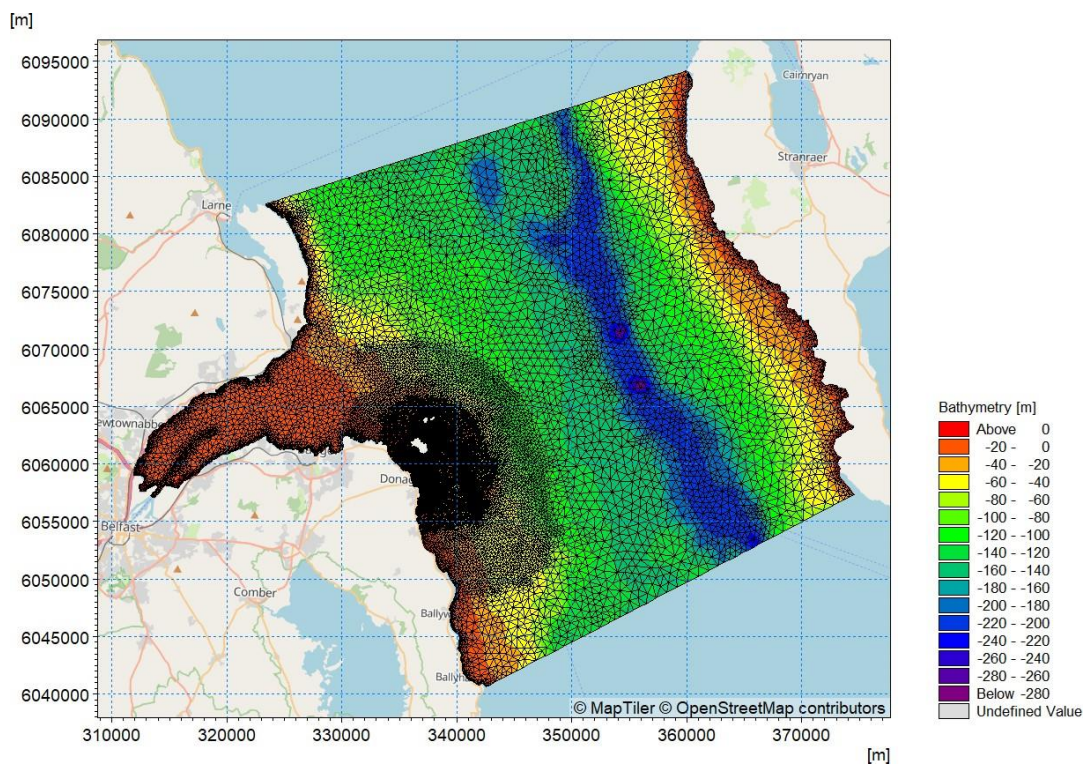 [m]
6095000
6090000
6085000
6080000
6075000
6070000
6065000
6060000
6055000
6050000
6045000
6040000
310000 320000 330000 340000 350000 360000 370000
[m]
Cairnryan
Stranraer
Larne
ewtownabbe
Donag
Belfast
Comber
Ballyw
Ballyh
© MapTiler © OpenStreetMap contributors
Bathymetry [m]
Above 0
-20 - 0
-40 - -20
-60 - -40
-80 - -60
-100 - -80
-120 - -100
-140 - -120
-160 - -140
-180 - -160
-200 - -180
-220 - -200
-240 - -220
-260 - -240
-280 - -260
Below -280
Undefined Value